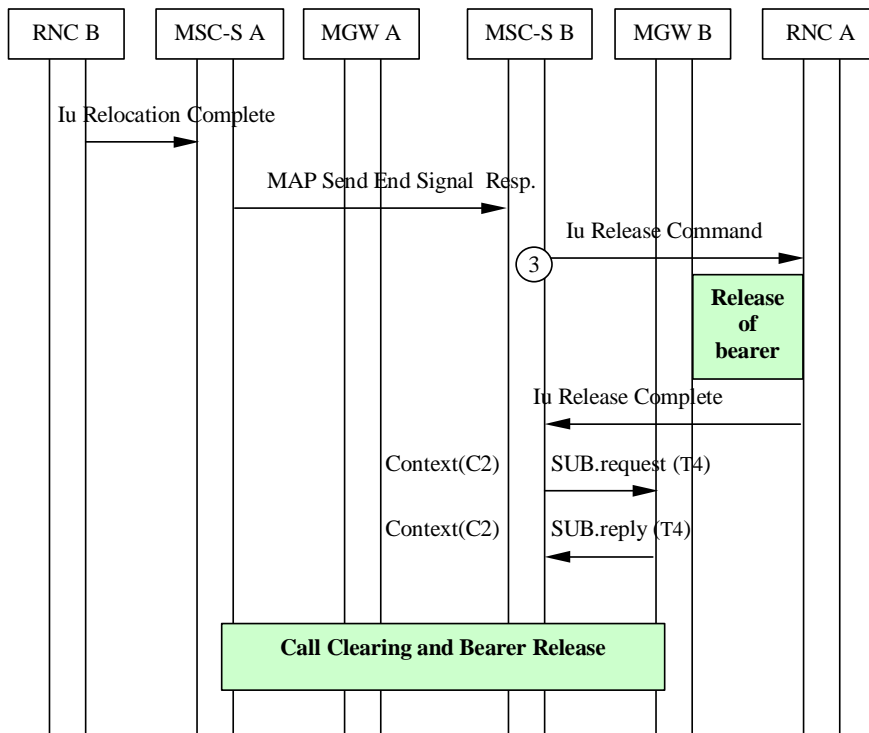 RNC B
MSC-S A
MGW A
MSC-S B
MGW B
RNC A
Iu Relocation Complete
MAP Send End Signal Resp.
Iu Release Command
3
Release
of
bearer
Iu Release Complete
Context(C2) SUB.request (T4)
Context(C2) SUB.reply (T4)
Call Clearing and Bearer Release